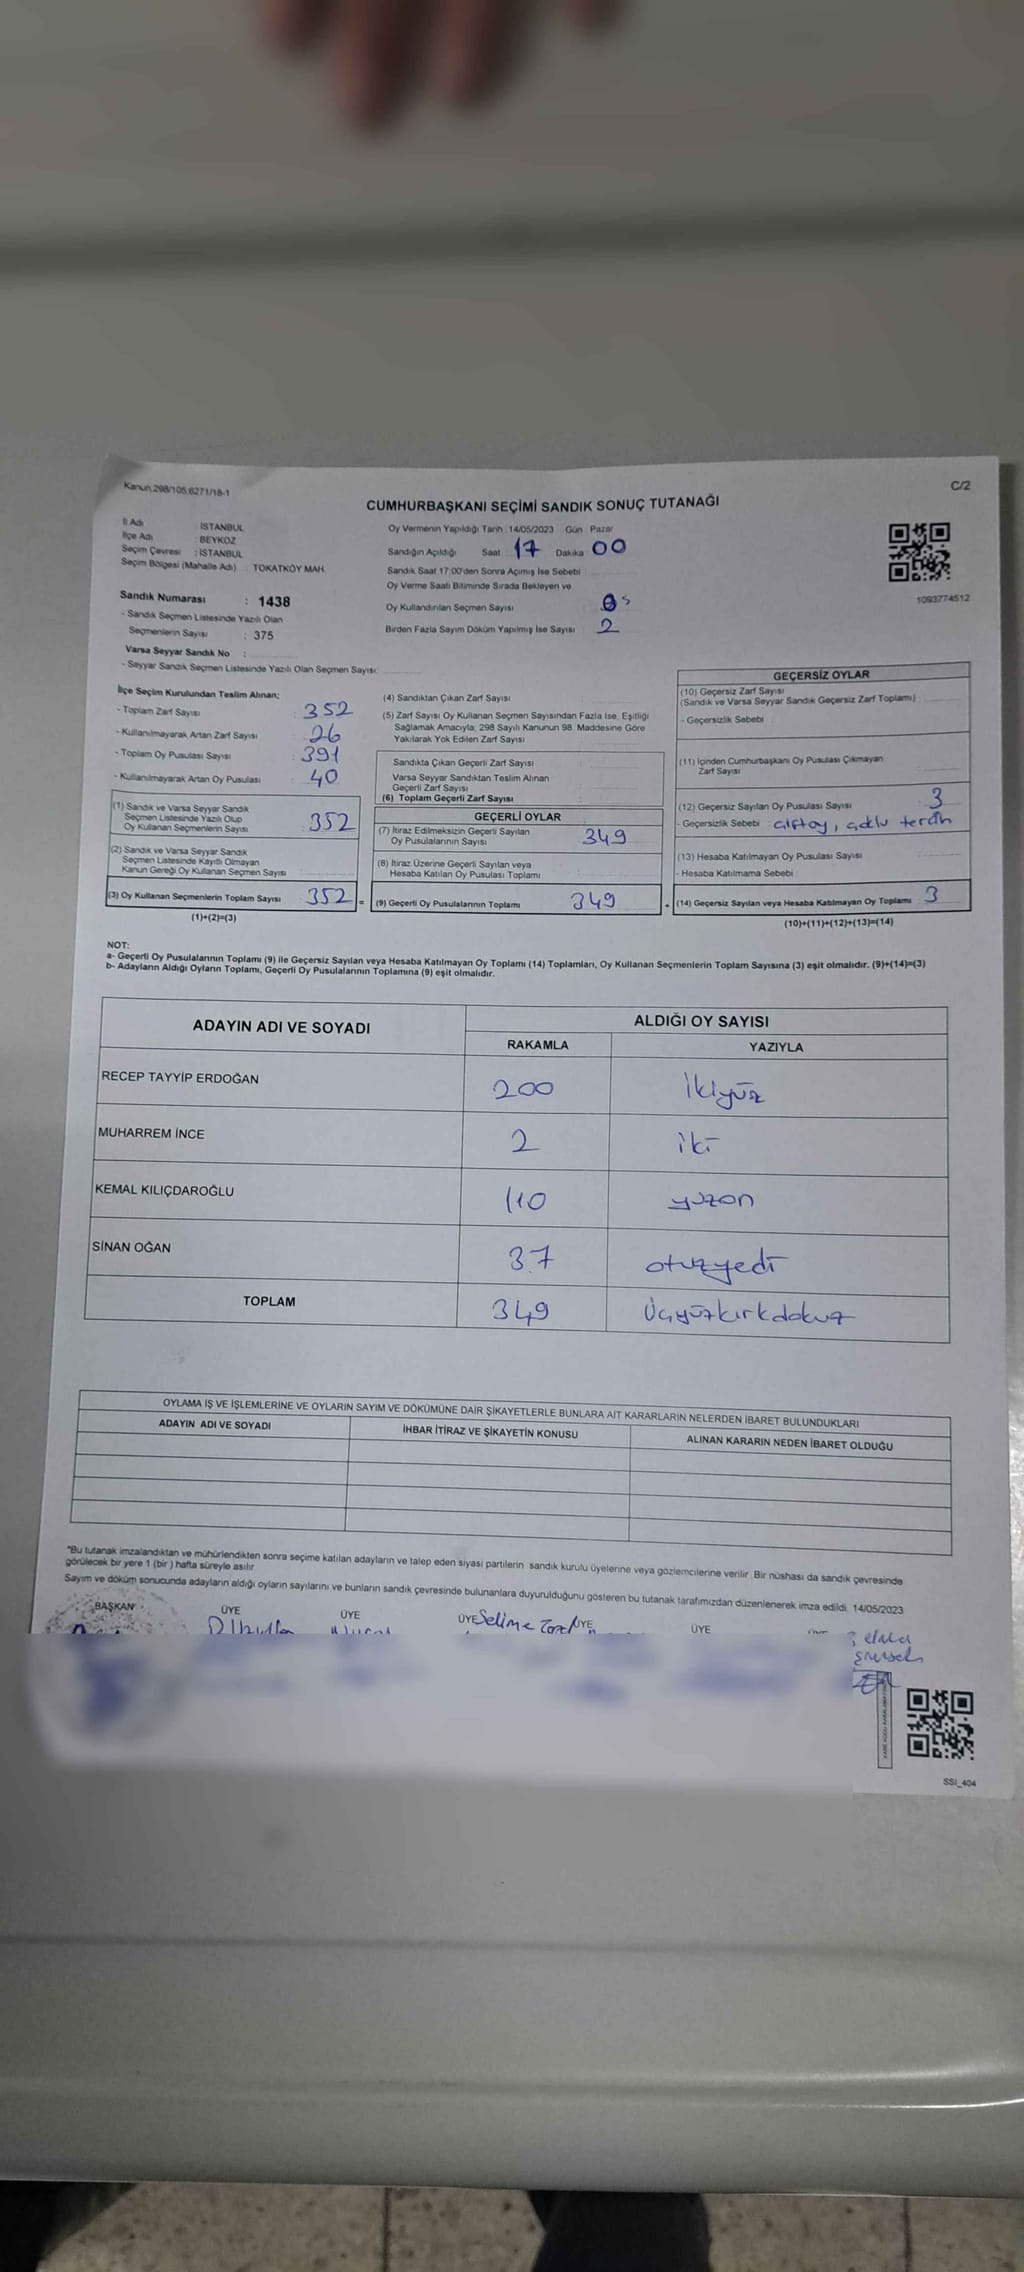 Kanun,298/105,6271/18-1
C/2
CUMHURBAŞKANI SEÇİMİ SANDIK SONUÇ TUTANAĞI
İl Adı İSTANBUL
İlçe Adı BEYKOZ
Seçim Çevresi : İSTANBUL
Seçim Bölgesi (Mahalle Adı) TOKATKÖY MAH.
Sandık Numarası : 1438
- Sandık Seçmen Listesinde Yazılı Olan
Seçmenlerin Sayısı : 375
Varsa Seyyar Sandık No :
- Seyyar Sandık Seçmen Listesinde Yazılı Olan Seçmen Sayısı:
Oy Vermenin Yapıldığı Tarih 14/05/2023 Gün Pazar
Sandığın Açıldığı Saat 17 Dakika 00
Sandık Saat 17:00'den Sonra Açımış İse Sebebi
Oy Verme Saati Bitiminde Sırada Bekleyen ve
Oy Kullandırılan Seçmen Sayısı
Birden Fazla Sayım Döküm Yapılmış İse Sayısı 2
1093774512
İlçe Seçim Kurulundan Teslim Alınan;
- Toplam Zarf Sayısı 352
- Kullanılmayarak Artan Zarf Sayısı 26
- Toplam Oy Pusulası Sayısı 391
- Kullanılmayarak Artan Oy Pusulası 40
(1) Sandık ve Varsa Seyyar Sandık
Seçmen Listesinde Yazılı Olup
Oy Kullanan Seçmenlerin Sayısı 352
(2) Sandık ve Varsa Seyyar Sandık
Seçmen Listesinde Kayıtlı Olmayan
Kanun Gereği Oy Kullanan Seçmen Sayısı
(3) Oy Kullanan Seçmenlerin Toplam Sayısı 352 =
(1)+(2)=(3)
(4) Sandıktan Çıkan Zarf Sayısı
(5) Zarf Sayısı Oy Kullanan Seçmen Sayısından Fazla İse, Eşitliği
Sağlamak Amacıyla, 298 Sayılı Kanunun 98. Maddesine Göre
Yakılarak Yok Edilen Zarf Sayısı
Sandıkta Çıkan Geçerli Zarf Sayısı
Varsa Seyyar Sandıktan Teslim Alınan
Geçerli Zarf Sayısı
(6) Toplam Geçerli Zarf Sayısı
GEÇERLİ OYLAR
(7) İtiraz Edilmeksizin Geçerli Sayılan
Oy Pusulalarının Sayısı 349
(8) İtiraz Üzerine Geçerli Sayılan veya
Hesaba Katılan Oy Pusulası Toplamı
(9) Geçerli Oy Pusulalarının Toplamı 349 +
GEÇERSİZ OYLAR
(10) Geçersiz Zarf Sayısı
(Sandık ve Varsa Seyyar Sandık Geçersiz Zarf Toplamı)
- Geçersizlik Sebebi
(11) İçinden Cumhurbaşkanı Oy Pusulası Çıkmayan
Zarf Sayısı
(12) Geçersiz Sayılan Oy Pusulası Sayısı 3
- Geçersizlik Sebebi : çiftoy, çoklu tercih
(13) Hesaba Katılmayan Oy Pusulası Sayısı
- Hesaba Katılmama Sebebi
(14) Geçersiz Sayılan veya Hesaba Katılmayan Oy Toplamı 3
(10)+(11)+(12)+(13)=(14)
NOT:
a- Geçerli Oy Pusulalarının Toplamı (9) ile Geçersiz Sayılan veya Hesaba Katılmayan Oy Toplamı (14) Toplamları, Oy Kullanan Seçmenlerin Toplam Sayısına (3) eşit olmalıdır. (9)+(14)=(3)
b- Adayların Aldığı Oyların Toplamı, Geçerli Oy Pusulalarının Toplamına (9) eşit olmalıdır.
ADAYIN ADI VE SOYADI ALDIĞI OY SAYISI
RAKAMLA YAZIYLA
RECEP TAYYİP ERDOĞAN 200 ikiyüz
MUHARREM İNCE 2 iki
KEMAL KILIÇDAROĞLU 110 yüzon
SİNAN OĞAN 37 otuzyedi
TOPLAM 349 üçyüzkırkdokuz
OYLAMA İŞ VE İŞLEMLERİNE VE OYLARIN SAYIM VE DÖKÜMÜNE DAİR ŞİKAYETLERLE BUNLARA AİT KARARLARIN NELERDEN İBARET BULUNDUKLARI
ADAYIN ADI VE SOYADI İHBAR İTİRAZ VE ŞİKAYETİN KONUSU ALINAN KARARIN NEDEN İBARET OLDUĞU
"Bu tutanak imzalandıktan ve mühürlendikten sonra seçime katılan adayların ve talep eden siyasi partilerin sandık kurulu üyelerine veya gözlemcilerine verilir. Bir nüshası da sandık çevresinde
görülecek bir yere 1 (bir) hafta süreyle asılır
Sayım ve döküm sonucunda adayların aldığı oyların sayılarını ve bunların sandık çevresinde bulunanlara duyurulduğunu gösteren bu tutanak tarafımızdan düzenlenerek imza edildi. 14/05/2023
BAŞKAN ÜYE ÜYE ÜYE ÜYE ÜYE
Selime
SSI_404